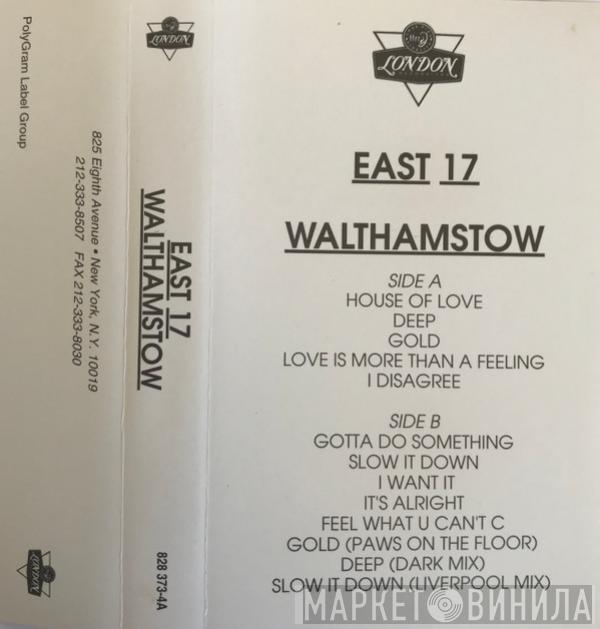 PolyGram Label Group
825 Eighth Avenue • New York, N.Y. 10019
212-333-8507 FAX 212-333-8030
LONDON
LONDON
EAST 17
WALTHAMSTOW
828 373-4A
LONDON
EAST 17
WALTHAMSTOW
SIDE A
HOUSE OF LOVE
DEEP
GOLD
LOVE IS MORE THAN A FEELING
I DISAGREE
SIDE B
GOTTA DO SOMETHING
SLOW IT DOWN
I WANT IT
IT'S ALRIGHT
FEEL WHAT U CAN'T C
GOLD (PAWS ON THE FLOOR)
DEEP (DARK MIX)
SLOW IT DOWN (LIVERPOOL MIX)
МАРКЕТ ВИНИЛА